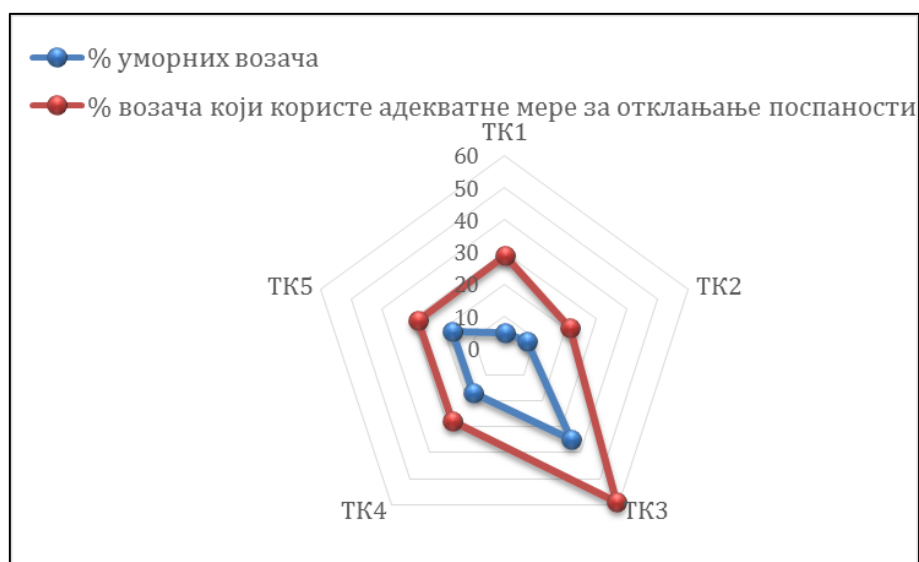 % уморних возача
% возача који користе адекватне мере за отклањање поспаности
ТК1
60
50
40
30
20
10
0
ТК5
ТК2
ТК4
ТК3